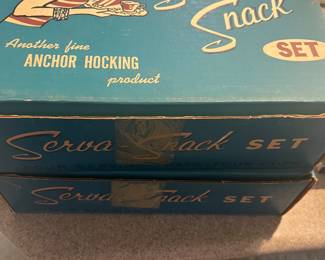 Snack
SET
Another fine
ANCHOR HOCKING
product
Serva-Snack SET
Serva-Snack SET